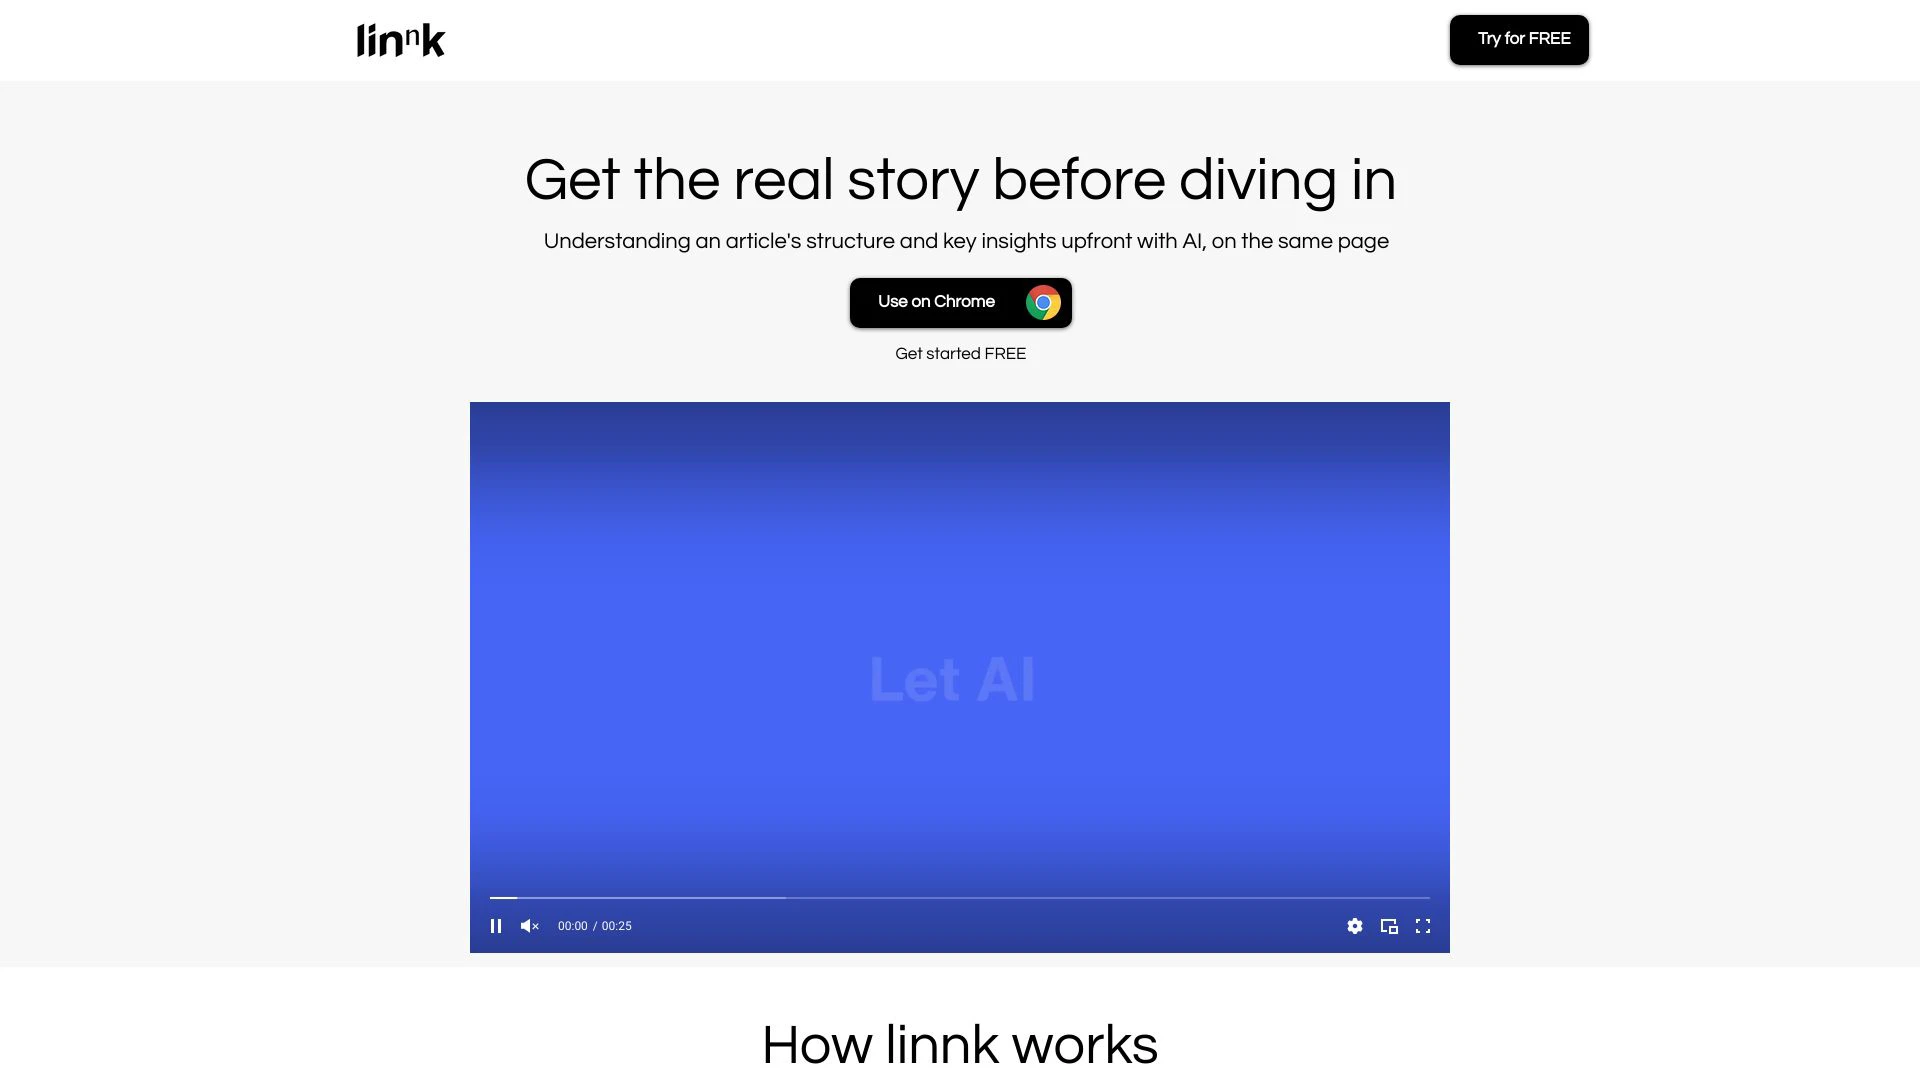 linnk
Try for FREE
Get the real story before diving in
Understanding an article's structure and key insights upfront with AI, on the same page
Use on Chrome
Get started FREE
Let AI
00:00 / 00:25
How linnk works